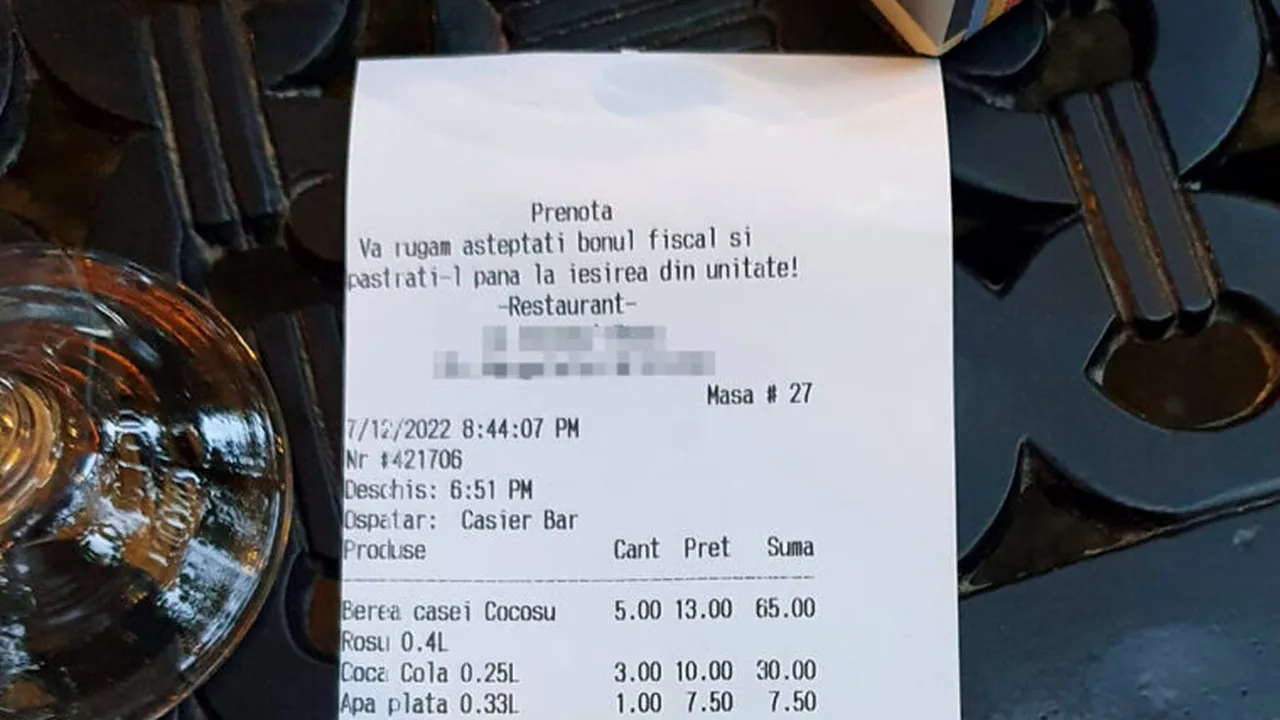 Prenota
Va rugam asteptati bonul fiscal si
pastrati-l pana la iesirea din unitate!
-Restaurant-
Masa # 27
7/12/2022 8:44:07 PM
Nr #421706
Deschis: 6:51 PM
Ospatar: Casier Bar
Produse Cant Pret Suma
Berea casei Cocosu 5.00 13.00 65.00
Rosu 0.4L
Coca Cola 0.25L 3.00 10.00 30.00
Apa plata 0.33L 1.00 7.50 7.50